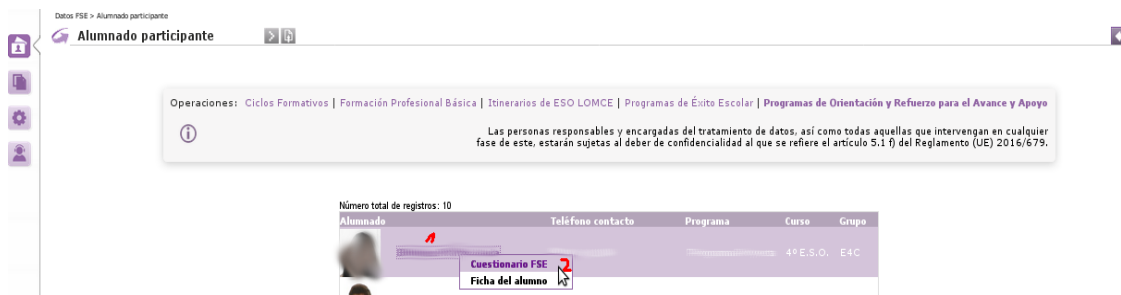 Datos FSE > Alumnado participante
Alumnado participante
Operaciones: Ciclos Formativos | Formación Profesional Básica | Itinerarios de ESO LOMCE | Programas de Éxito Escolar | Programas de Orientación y Refuerzo para el Avance y Apoyo
Las personas responsables y encargadas del tratamiento de datos, así como todas aquellas que intervengan en cualquier
fase de este, estarán sujetas al deber de confidencialidad al que se refiere el artículo 5.1 f) del Reglamento (UE) 2016/679.
Número total de registros: 10
Alumnado Teléfono contacto Programa Curso Grupo
1
4º E.S.O. E4C
Cuestionario FSE 2
Ficha del alumno